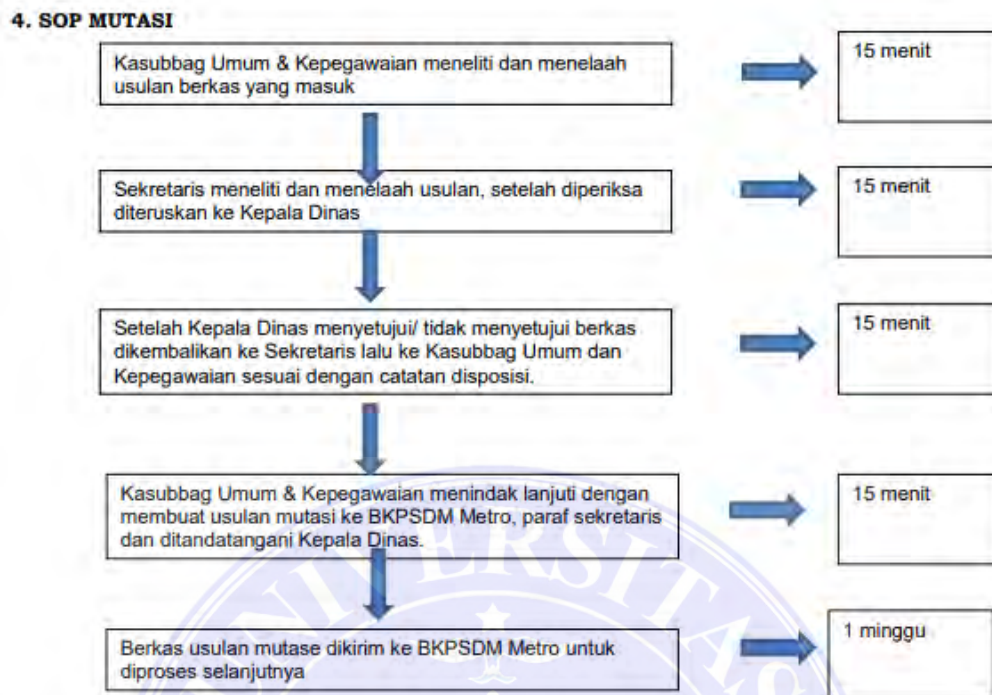 4. SOP MUTASI
Kasubbag Umum & Kepegawaian meneliti dan menelaah
usulan berkas yang masuk
15 menit
Sekretaris meneliti dan menelaah usulan, setelah diperiksa
diteruskan ke Kepala Dinas
15 menit
Setelah Kepala Dinas menyetujui/ tidak menyetujui berkas
dikembalikan ke Sekretaris lalu ke Kasubbag Umum dan
Kepegawaian sesuai dengan catatan disposisi.
15 menit
Kasubbag Umum & Kepegawaian menindak lanjuti dengan
membuat usulan mutasi ke BKPSDM Metro, paraf sekretaris
dan ditandatangani Kepala Dinas.
15 menit
Berkas usulan mutase dikirim ke BKPSDM Metro untuk
diproses selanjutnya
1 minggu
UNIVERSITAS